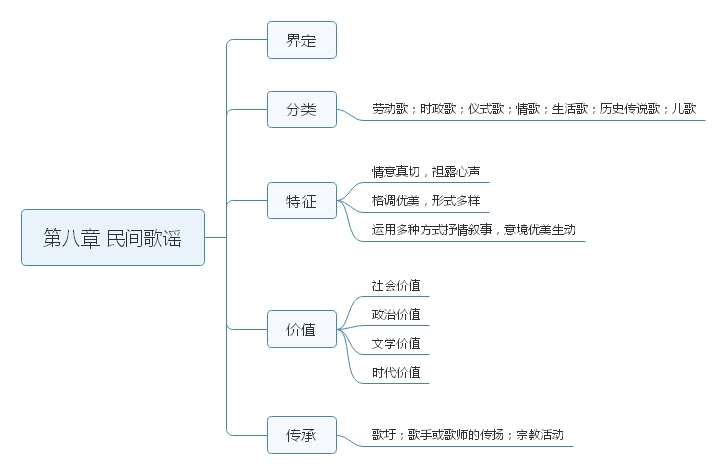 第八章 民间歌谣
界定
分类
劳动歌；时政歌；仪式歌；情歌；生活歌；历史传说歌；儿歌
特征
情意真切，袒露心声
格调优美，形式多样
运用多种方式抒情叙事，意境优美生动
价值
社会价值
政治价值
文学价值
时代价值
传承
歌圩；歌手或歌师的传扬；宗教活动